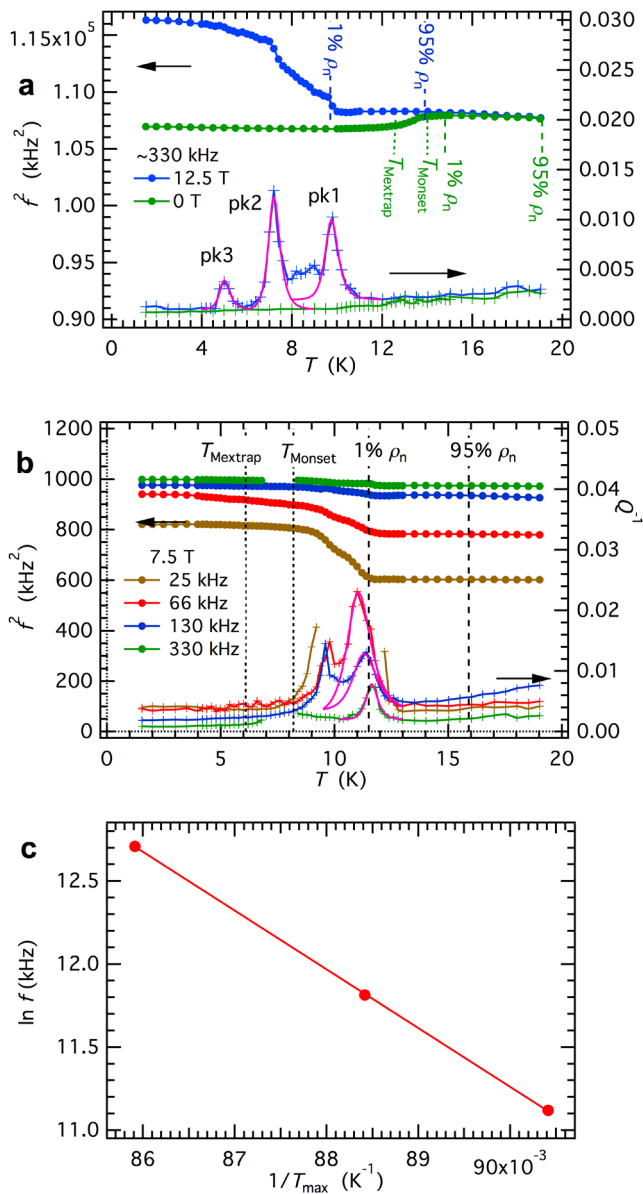 a
1.15x10⁵
1.10
1.05
1.00
0.95
0.90
f² (kHz²)
0.030
0.025
0.020
0.015
0.010
0.005
0.000
1% ρn
95% ρn
TMextrap
TMonset
1% ρn
95% ρn
~330 kHz
12.5 T
0 T
pk3
pk2
pk1
0 4 8 12 16 20
T (K)
b
1200
1000
800
600
400
200
0
f² (kHz²)
0.05
0.04
0.03
0.02
0.01
0.00
Q⁻¹
TMextrap TMonset 1% ρn 95% ρn
7.5 T
25 kHz
66 kHz
130 kHz
330 kHz
0 5 10 15 20
T (K)
c
12.5
12.0
11.5
11.0
ln f (kHz)
86 87 88 89 90x10⁻³
1/Tmax (K⁻¹)